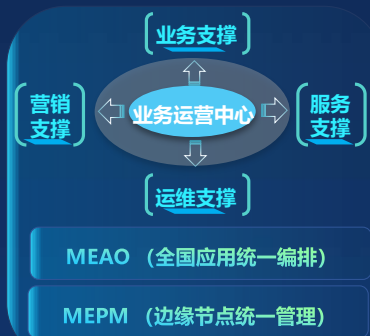 业务支撑
营销
支撑
业务运营中心
服务
支撑
运维支撑
MEAO （全国应用统一编排）
MEPM （边缘节点统一管理）